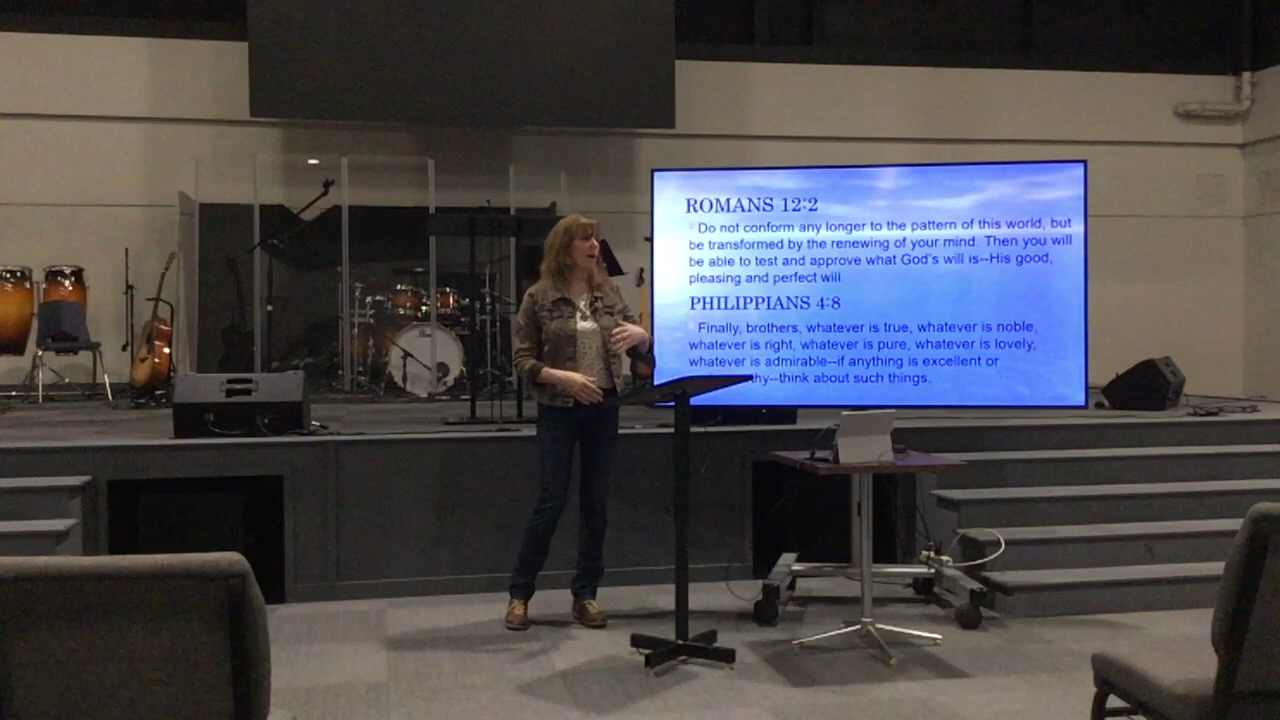 ROMANS 12:2
Do not conform any longer to the pattern of this world, but
be transformed by the renewing of your mind. Then you will
be able to test and approve what God's will is--His good,
pleasing and perfect will.
PHILIPPIANS 4:8
Finally, brothers, whatever is true, whatever is noble,
whatever is right, whatever is pure, whatever is lovely,
whatever is admirable--if anything is excellent or
thy--think about such things.